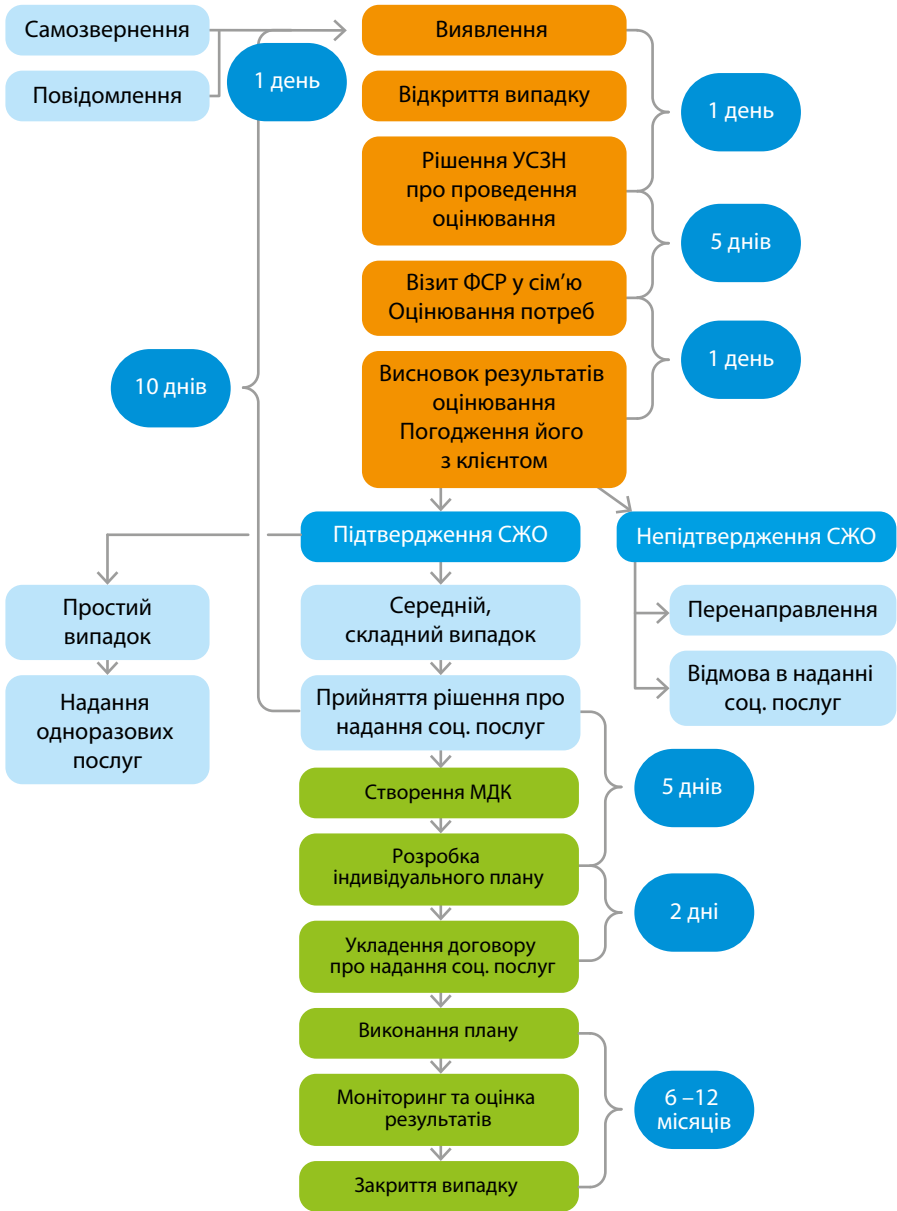 Самозвернення
Повідомлення
1 день
Виявлення
Відкриття випадку
1 день
Рішення УСЗН
про проведення
оцінювання
5 днів
Візит ФСР у сім’ю
Оцінювання потреб
1 день
10 днів
Висновок результатів
оцінювання
Погодження його
з клієнтом
Підтвердження СЖО
Непідтвердження СЖО
Простий
випадок
Середній,
складний випадок
Перенаправлення
Надання
одноразових
послуг
Прийняття рішення про
надання соц. послуг
Відмова в наданні
соц. послуг
Створення МДК
5 днів
Розробка
індивідуального плану
2 дні
Укладення договору
про надання соц. послуг
Виконання плану
Моніторинг та оцінка
результатів
6 –12
місяців
Закриття випадку